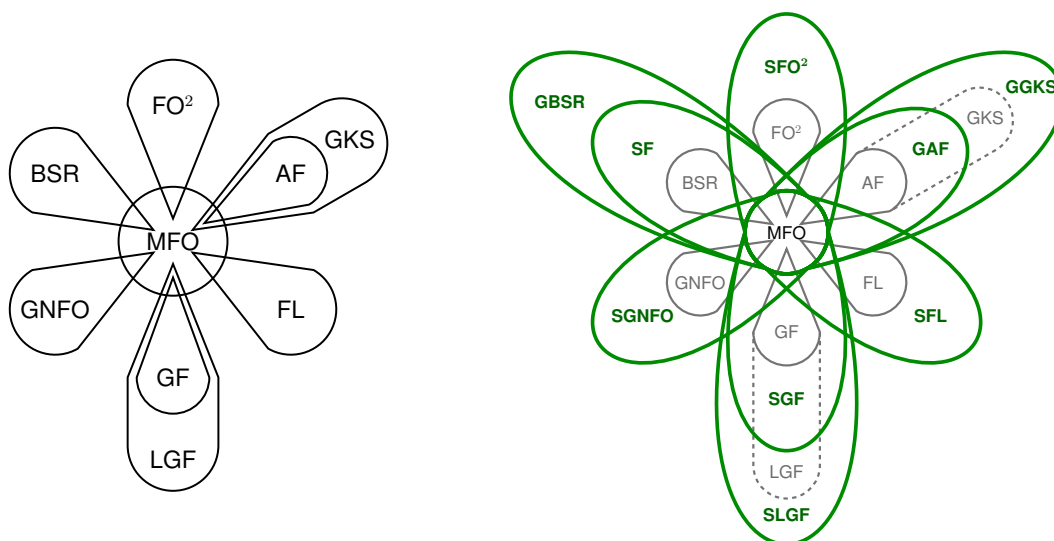 FO²
GKS
AF
BSR
MFO
GNFO
FL
GF
LGF
SFO²
GBSR
GGKS
FO²
GKS
SF
GAF
BSR
AF
MFO
GNFO
FL
SGNFO
SFL
GF
SGF
LGF
SLGF